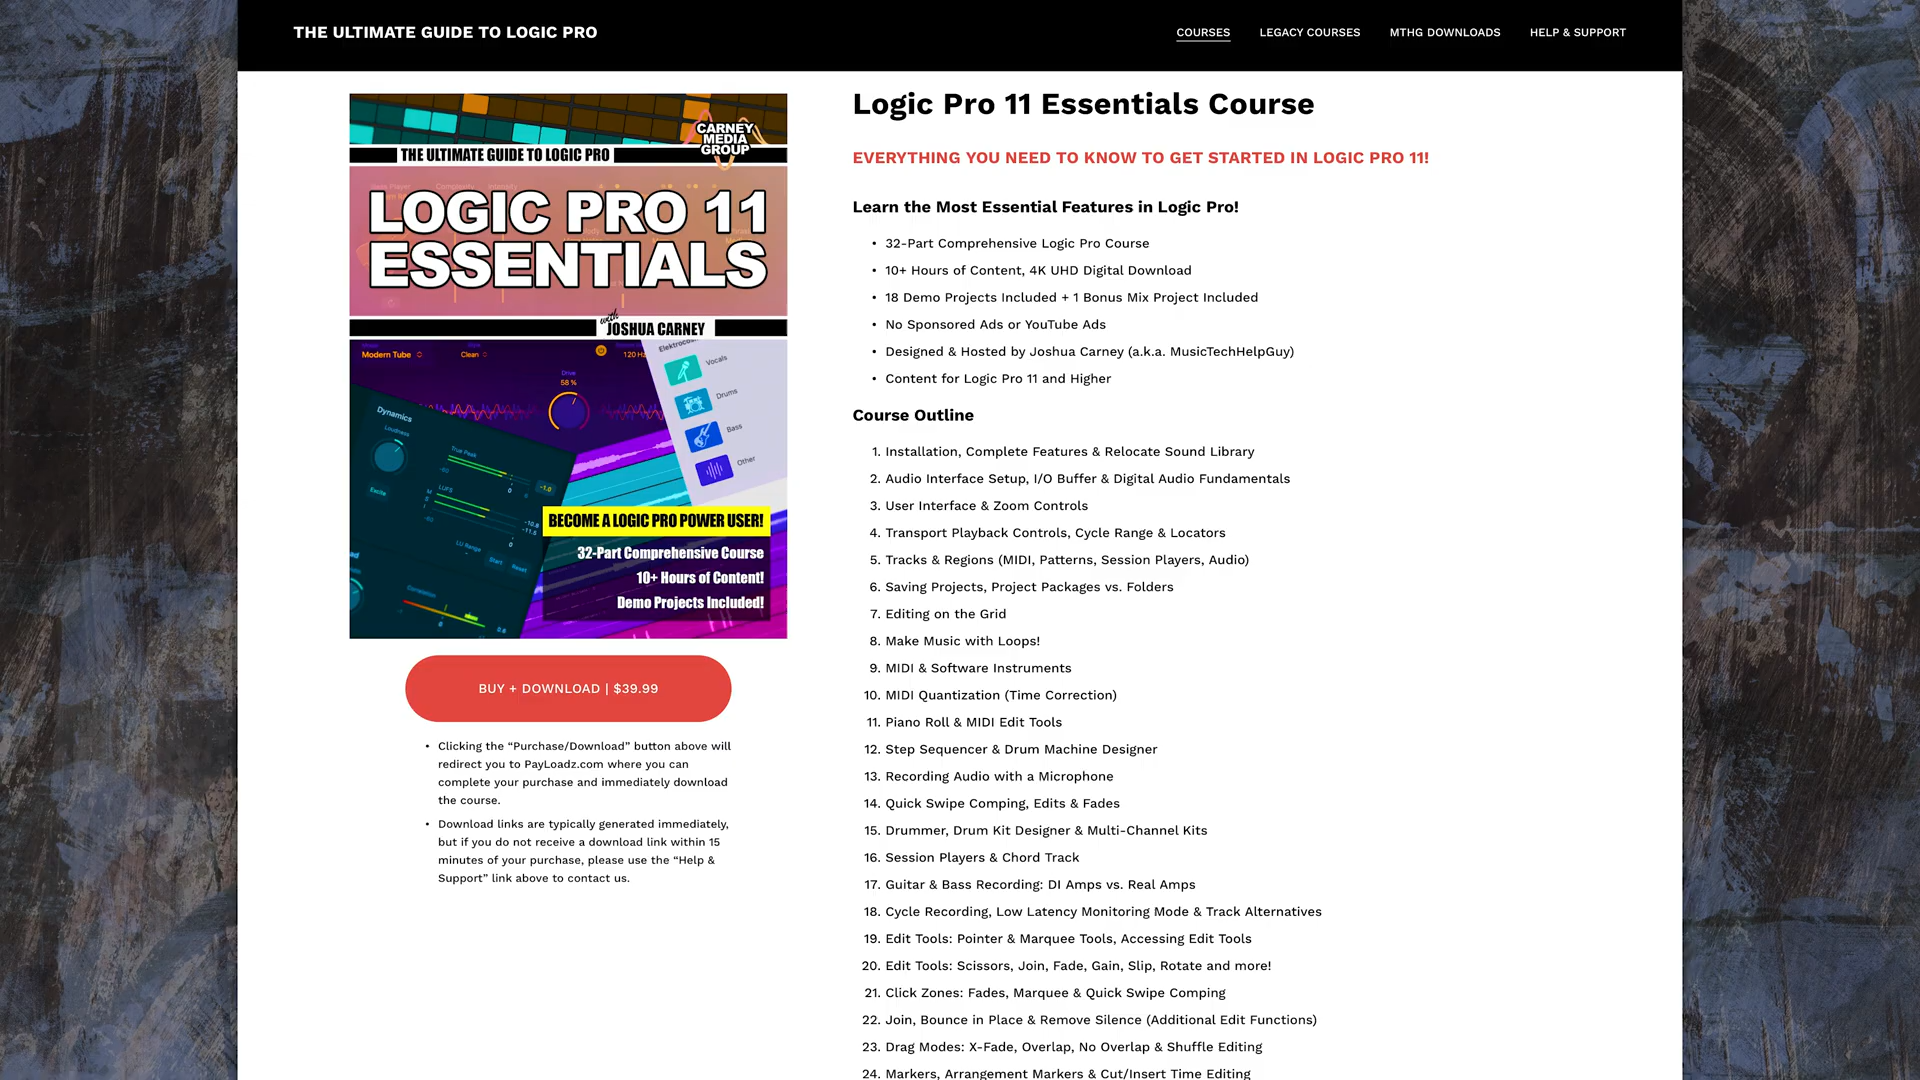 THE ULTIMATE GUIDE TO LOGIC PRO
COURSES
LEGACY COURSES
MTHG DOWNLOADS
HELP & SUPPORT
CARNEY
MEDIA
GROUP
THE ULTIMATE GUIDE TO LOGIC PRO
LOGIC PRO 11
ESSENTIALS
with
JOSHUA CARNEY
Modern Tube
Clean
120 Hz
Drive
58 %
Vocals
Drums
Bass
Other
Dynamics
Loudness
True Peak
-1.0
Excite
LUFS
LU Range
Start
Reset
Correlation
BECOME A LOGIC PRO POWER USER!
32-Part Comprehensive Course
10+ Hours of Content!
Demo Projects Included!
BUY + DOWNLOAD | $39.99
• Clicking the “Purchase/Download” button above will
redirect you to PayLoadz.com where you can
complete your purchase and immediately download
the course.
• Download links are typically generated immediately,
but if you do not receive a download link within 15
minutes of your purchase, please use the “Help &
Support” link above to contact us.
Logic Pro 11 Essentials Course
EVERYTHING YOU NEED TO KNOW TO GET STARTED IN LOGIC PRO 11!
Learn the Most Essential Features in Logic Pro!
• 32-Part Comprehensive Logic Pro Course
• 10+ Hours of Content, 4K UHD Digital Download
• 18 Demo Projects Included + 1 Bonus Mix Project Included
• No Sponsored Ads or YouTube Ads
• Designed & Hosted by Joshua Carney (a.k.a. MusicTechHelpGuy)
• Content for Logic Pro 11 and Higher
Course Outline
1. Installation, Complete Features & Relocate Sound Library
2. Audio Interface Setup, I/O Buffer & Digital Audio Fundamentals
3. User Interface & Zoom Controls
4. Transport Playback Controls, Cycle Range & Locators
5. Tracks & Regions (MIDI, Patterns, Session Players, Audio)
6. Saving Projects, Project Packages vs. Folders
7. Editing on the Grid
8. Make Music with Loops!
9. MIDI & Software Instruments
10. MIDI Quantization (Time Correction)
11. Piano Roll & MIDI Edit Tools
12. Step Sequencer & Drum Machine Designer
13. Recording Audio with a Microphone
14. Quick Swipe Comping, Edits & Fades
15. Drummer, Drum Kit Designer & Multi-Channel Kits
16. Session Players & Chord Track
17. Guitar & Bass Recording: DI Amps vs. Real Amps
18. Cycle Recording, Low Latency Monitoring Mode & Track Alternatives
19. Edit Tools: Pointer & Marquee Tools, Accessing Edit Tools
20. Edit Tools: Scissors, Join, Fade, Gain, Slip, Rotate and more!
21. Click Zones: Fades, Marquee & Quick Swipe Comping
22. Join, Bounce in Place & Remove Silence (Additional Edit Functions)
23. Drag Modes: X-Fade, Overlap, No Overlap & Shuffle Editing
24. Markers, Arrangement Markers & Cut/Insert Time Editing